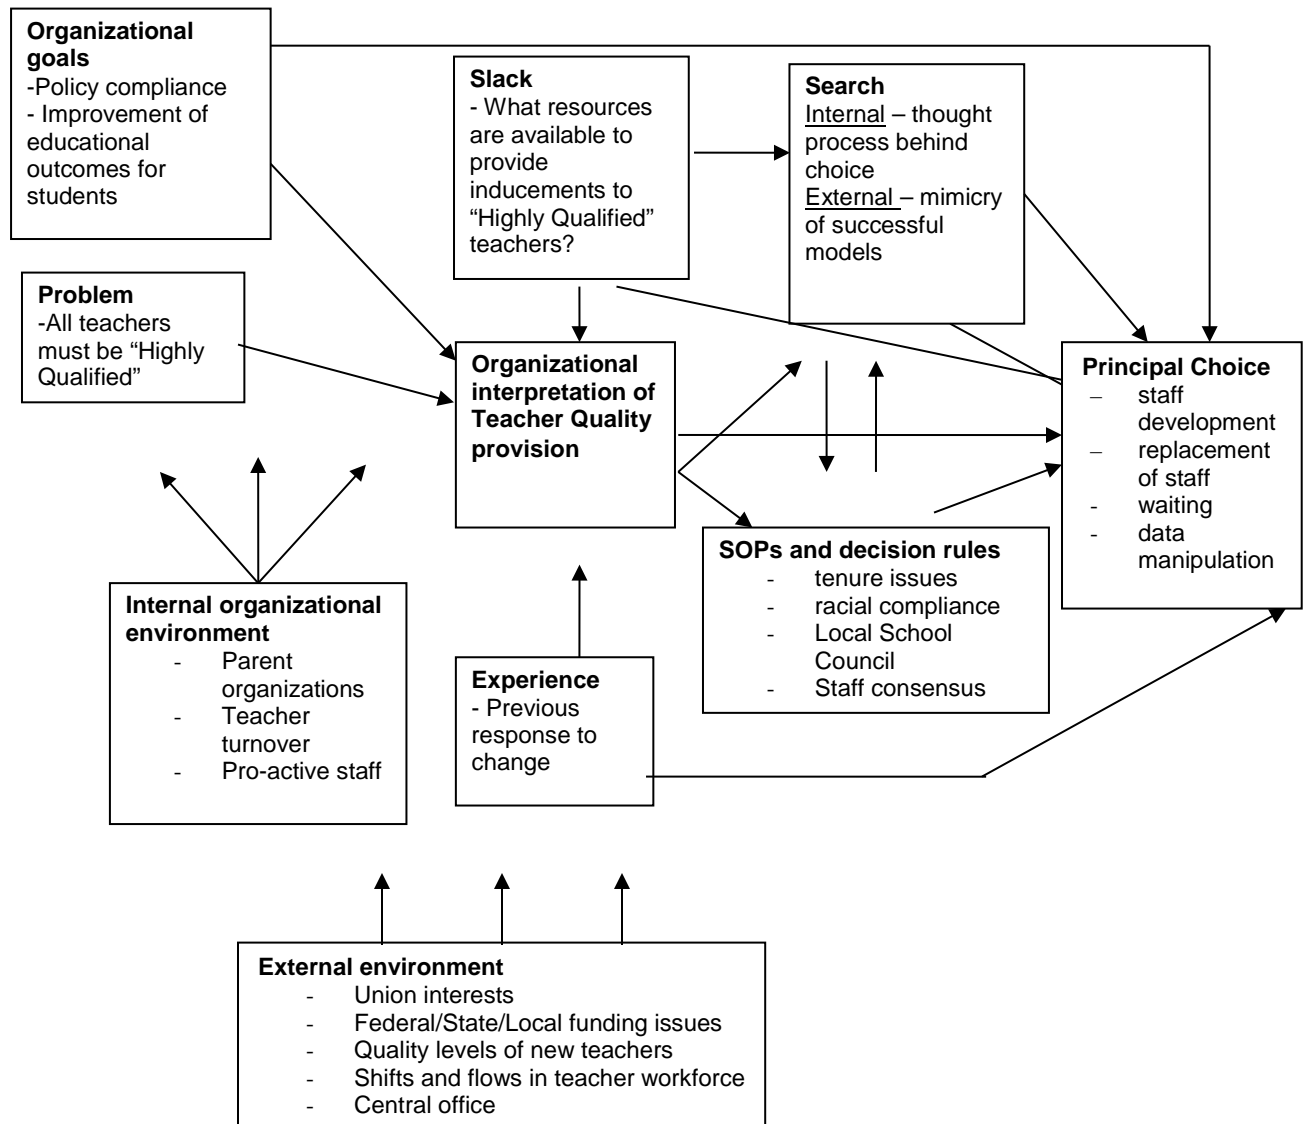 Organizational
goals
-Policy compliance
- Improvement of
educational
outcomes for
students
Slack
- What resources
are available to
provide
inducements to
“Highly Qualified”
teachers?
Search
Internal – thought
process behind
choice
External – mimicry
of successful
models
Problem
-All teachers
must be “Highly
Qualified”
Organizational
interpretation of
Teacher Quality
provision
Principal Choice
– staff
development
– replacement
of staff
- waiting
- data
manipulation
SOPs and decision rules
- tenure issues
- racial compliance
- Local School
Council
- Staff consensus
Internal organizational
environment
- Parent
organizations
- Teacher
turnover
- Pro-active staff
Experience
- Previous
response to
change
External environment
- Union interests
- Federal/State/Local funding issues
- Quality levels of new teachers
- Shifts and flows in teacher workforce
- Central office